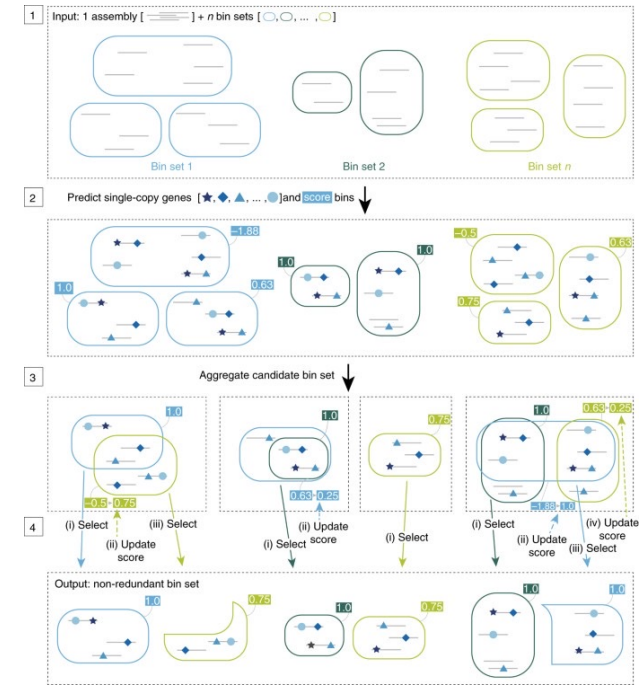 1
Input: 1 assembly [ ] + n bin sets [ , , ... , ]
Bin set 1
Bin set 2
Bin set n
2
Predict single-copy genes [ , , , ... , ]and score bins
−1.88
1.0
0.63
1.0
1.0
−0.5
0.75
0.63
3
Aggregate candidate bin set
1.0
−0.5 0.75
1.0
0.63 0.25
0.75
1.0
0.63 0.25
−1.88 1.0
4
(i) Select
(ii) Update
score
(iii) Select
(i) Select
(ii) Update
score
(i) Select
(i) Select
(ii) Update
score
(iii) Select
(iv) Update
score
Output: non-redundant bin set
1.0
0.75
1.0
0.75
1.0
1.0